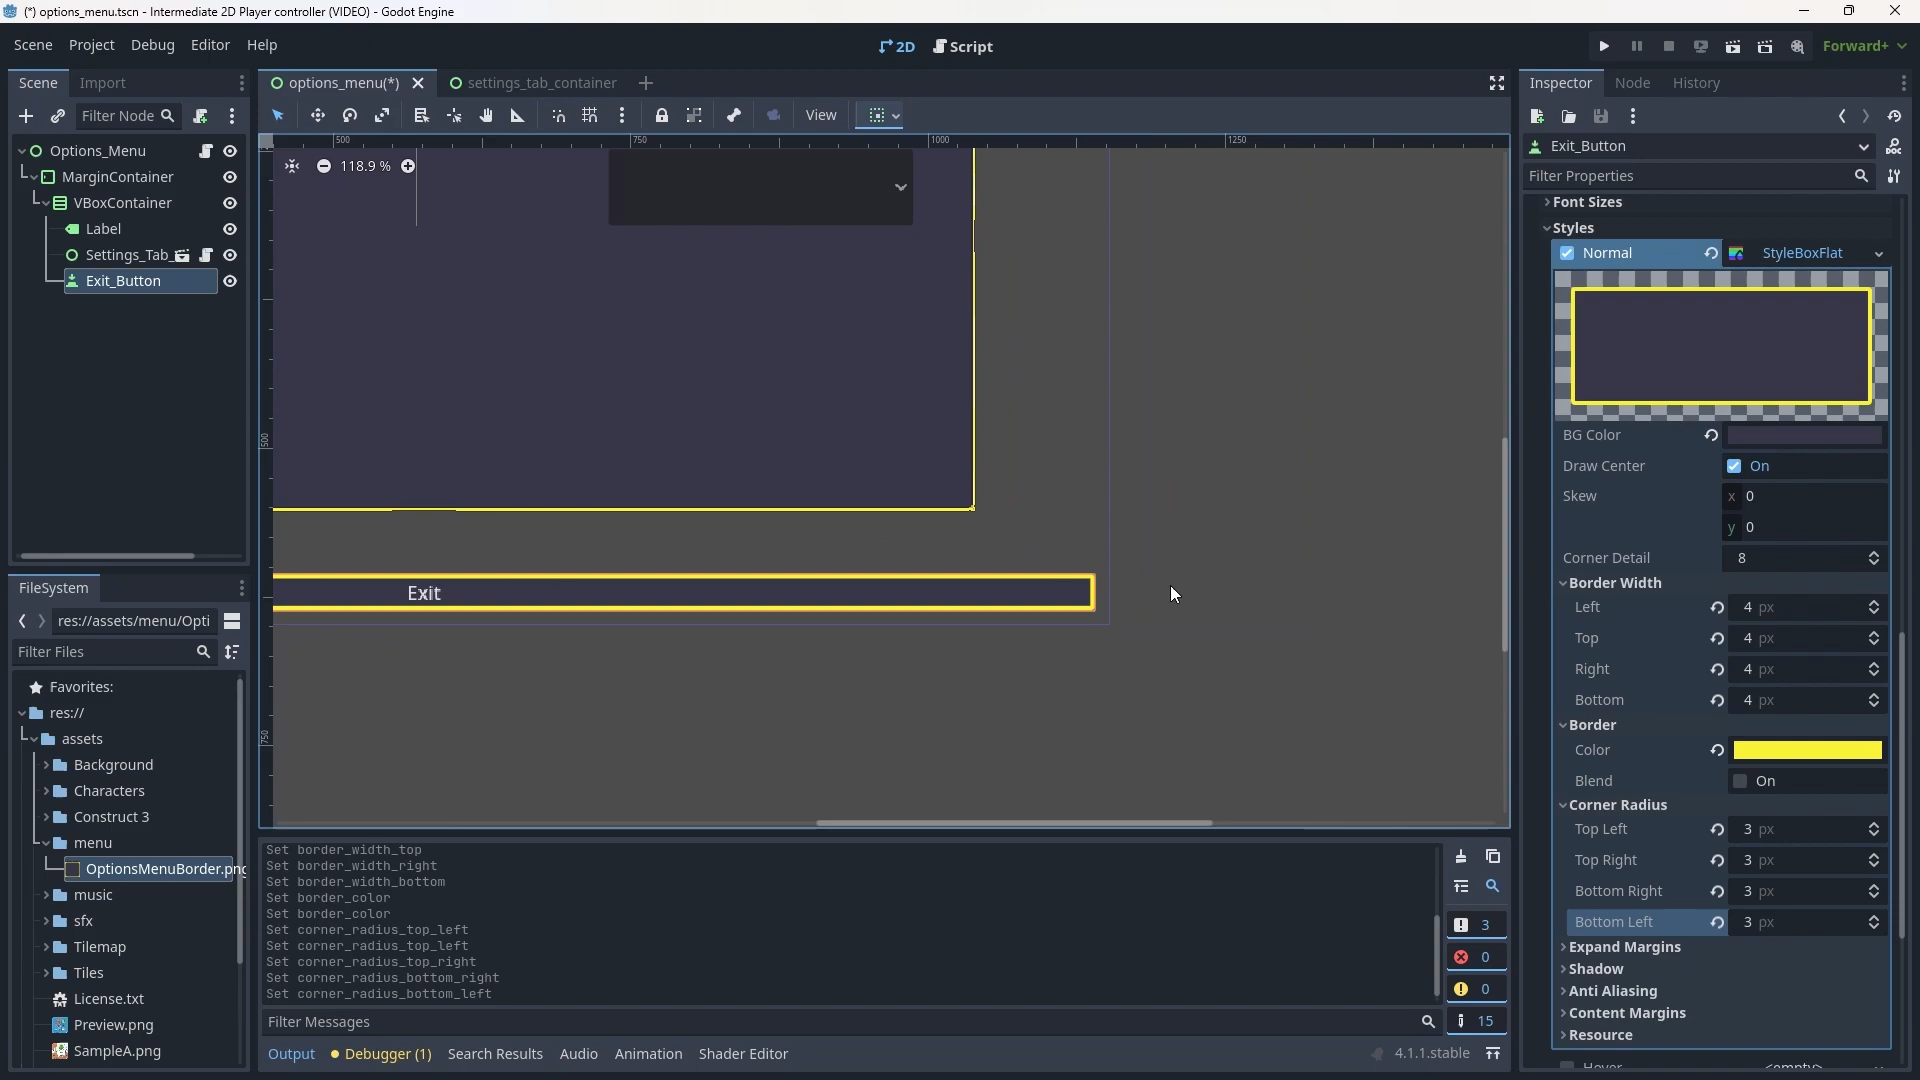 (*) options_menu.tscn - Intermediate 2D Player controller (VIDEO) - Godot Engine
Scene Project Debug Editor Help
2D Script
Forward+
Scene Import
options_menu(*) settings_tab_container
Inspector Node History
Filter Node
View
Exit_Button
Filter Properties
Options_Menu
MarginContainer
VBoxContainer
Label
Settings_Tab_
Exit_Button
500 750 1000 1250
118.9 %
500
750
Exit
Font Sizes
Styles
Normal StyleBoxFlat
BG Color
Draw Center On
Skew x 0
y 0
Corner Detail 8
Border Width
Left 4 px
Top 4 px
Right 4 px
Bottom 4 px
Border
Color
Blend On
Corner Radius
Top Left 3 px
Top Right 3 px
Bottom Right 3 px
Bottom Left 3 px
Expand Margins
Shadow
Anti Aliasing
Content Margins
Resource
FileSystem
res://assets/menu/Opti
Filter Files
Favorites:
res://
assets
Background
Characters
Construct 3
menu
OptionsMenuBorder.png
music
sfx
Tilemap
Tiles
License.txt
Preview.png
SampleA.png
Set border_width_top
Set border_width_right
Set border_width_bottom
Set border_color
Set border_color
Set corner_radius_top_left
Set corner_radius_top_left
Set corner_radius_top_right
Set corner_radius_bottom_right
Set corner_radius_bottom_left
3
0
0
15
Filter Messages
Output Debugger (1) Search Results Audio Animation Shader Editor
4.1.1.stable